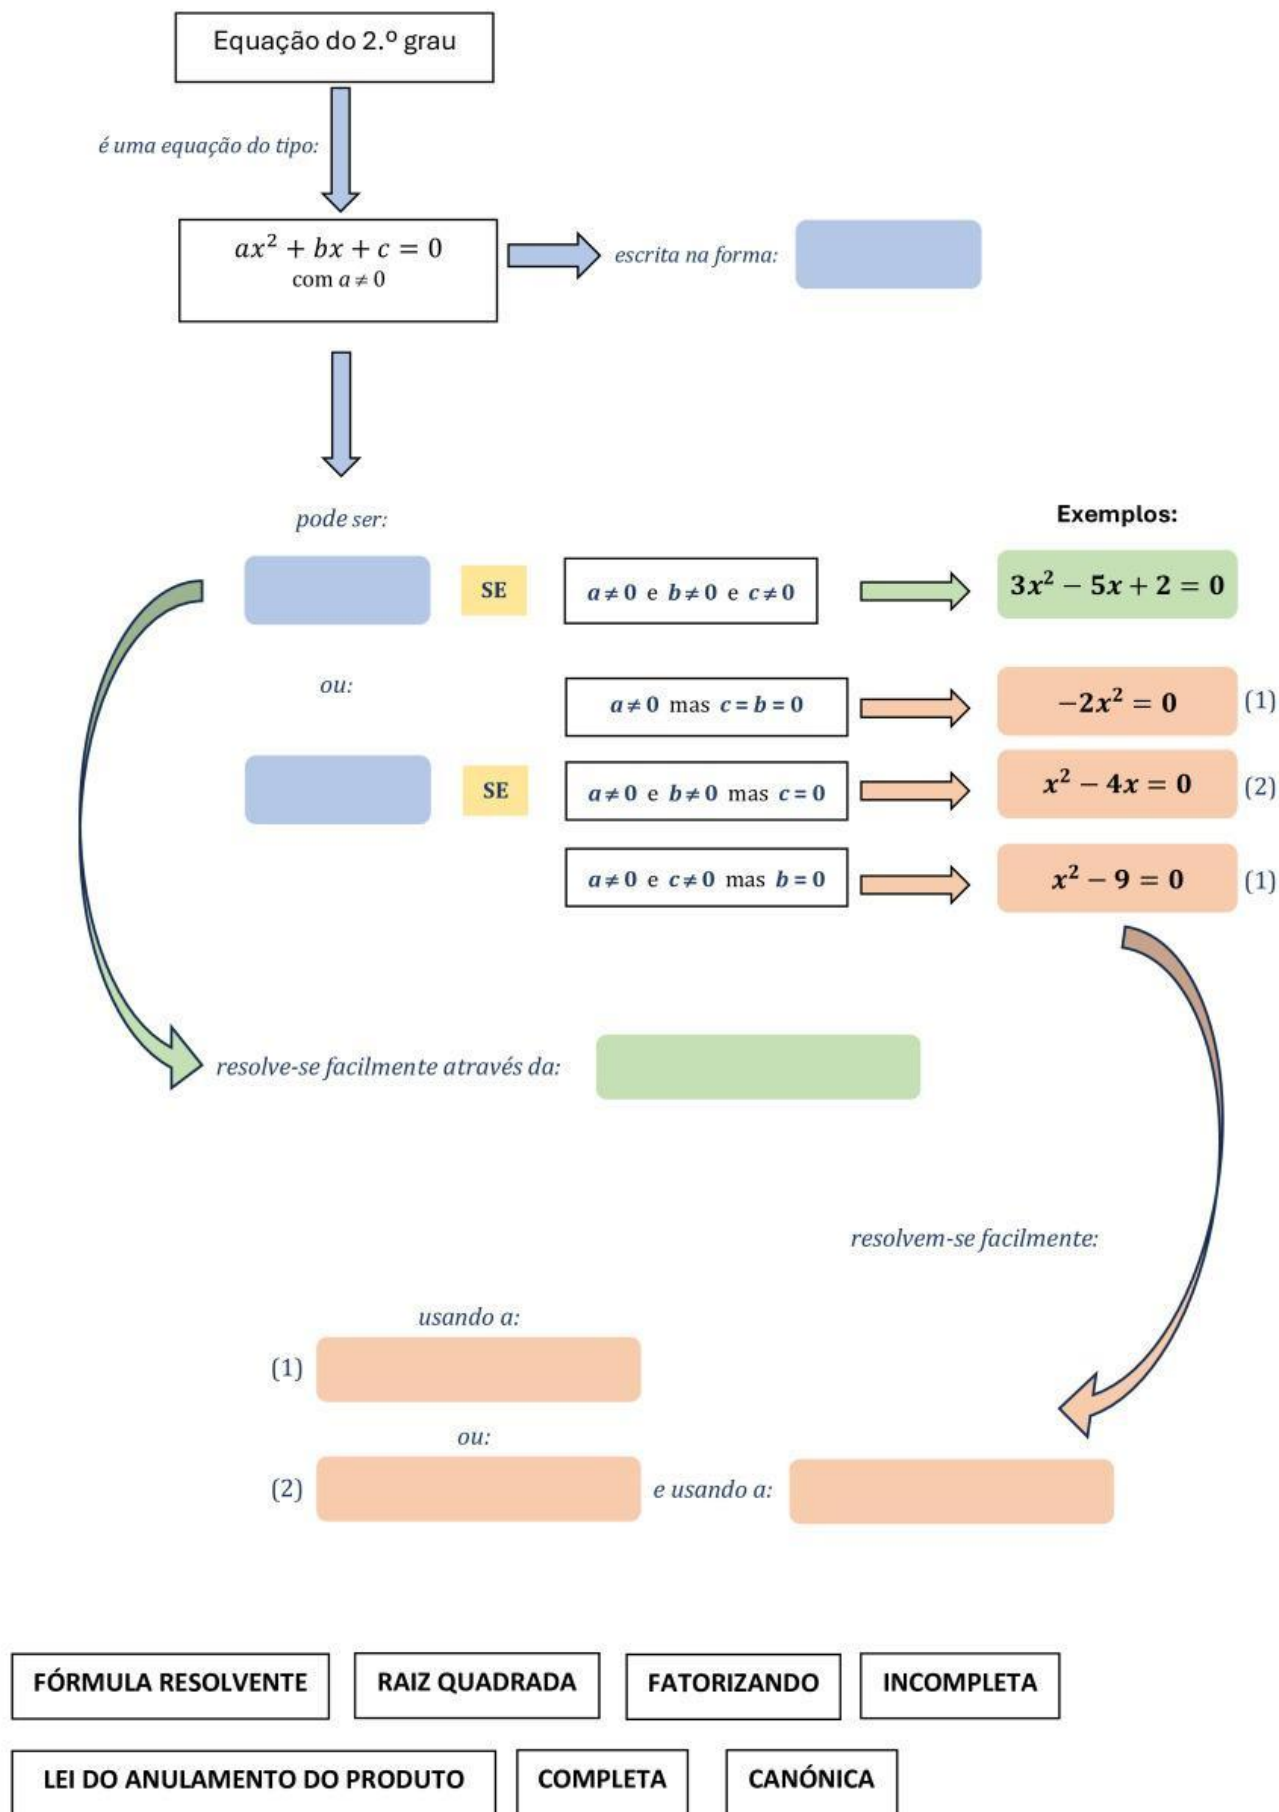 Equação do 2.º grau
é uma equação do tipo:
ax² + bx + c = 0
com a ≠ 0
escrita na forma:
pode ser:
Exemplos:
SE
a ≠ 0 e b ≠ 0 e c ≠ 0
3x² − 5x + 2 = 0
ou:
a ≠ 0 mas c = b = 0
−2x² = 0
(1)
SE
a ≠ 0 e b ≠ 0 mas c = 0
x² − 4x = 0
(2)
a ≠ 0 e c ≠ 0 mas b = 0
x² − 9 = 0
(1)
resolve-se facilmente através da:
resolvem-se facilmente:
usando a:
(1)
ou:
(2)
e usando a:
FÓRMULA RESOLVENTE
RAIZ QUADRADA
FATORIZANDO
INCOMPLETA
LEI DO ANULAMENTO DO PRODUTO
COMPLETA
CANÓNICA